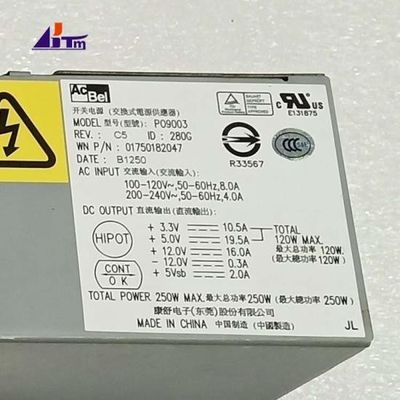 JTm
AcBel
开关电源 (交換式電源供應器)
MODEL 型号(型號): PO9003
REV.: C5 ID: 280G
WN P/N : 01750182047
DATE : B1250
AC INPUT 交流输入(交流輸入):
100-120V~,50-60Hz,8.0A
200-240V~,50-60Hz,4.0A
DC OUTPUT 直流输出(直流輸出):
+ 3.3V 10.5A
+ 5.0V 19.5A
+ 12.0V 16.0A
- 12.0V 0.3A
+ 5Vsb 2.0A
TOTAL
120W MAX.
最大总功率120W.
(最大總功率 120W)
HIPOT
CONT
O K
TOTAL POWER 250W MAX.最大总功率250W (最大總功率 250W)
康舒电子(东莞)股份有限公司
MADE IN CHINA 中国制造 (中國製造)
JL
c UL US
E131875
R33567
CCC